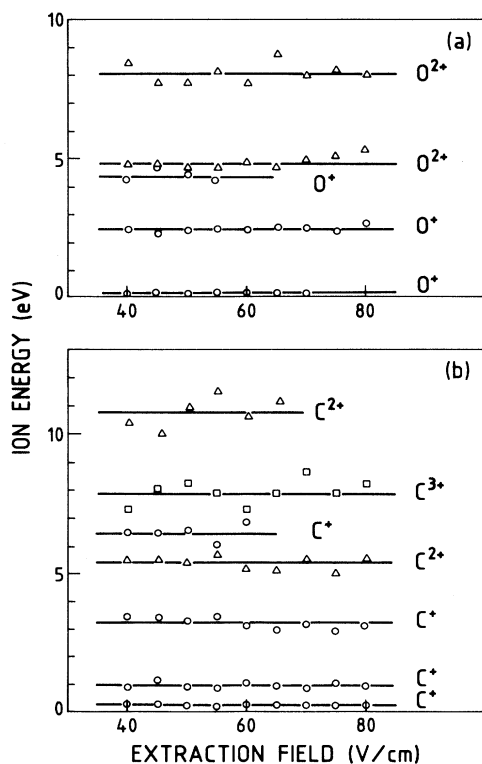 (a)
10
O²⁺
O²⁺
5
O⁺
O⁺
O⁺
0
40 60 80
ION ENERGY (eV)
(b)
C²⁺
10
C³⁺
C⁺
C²⁺
5
C⁺
C⁺
C⁺
0
40 60 80
EXTRACTION FIELD (V/cm)